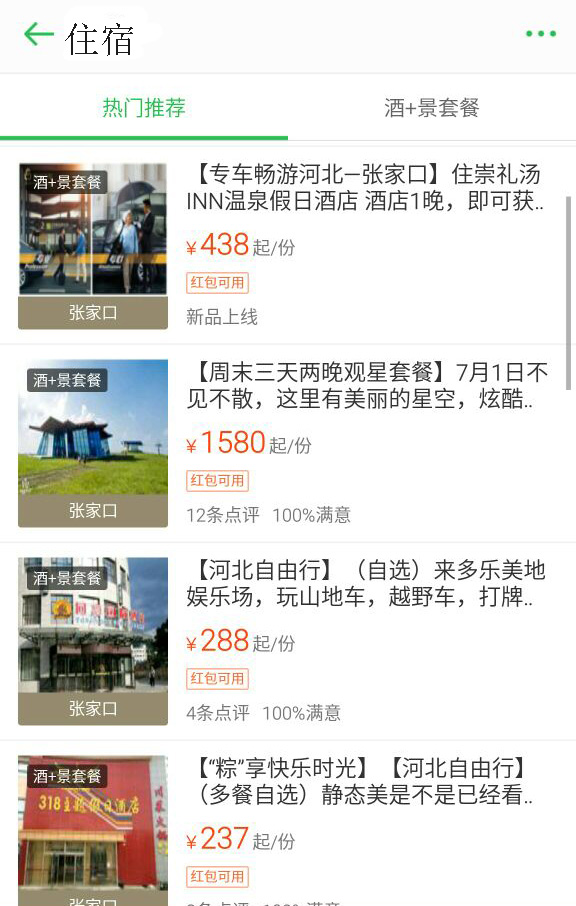 住宿
热门推荐
酒+景套餐
酒+景套餐
张家口
【专车畅游河北—张家口】住崇礼汤
INN温泉假日酒店 酒店1晚，即可获..
¥438起/份
红包可用
新品上线
酒+景套餐
张家口
【周末三天两晚观星套餐】7月1日不
见不散，这里有美丽的星空，炫酷..
¥1580起/份
红包可用
12条点评 100%满意
酒+景套餐
张家口
【河北自由行】（自选）来多乐美地
娱乐场，玩山地车，越野车，打牌..
¥288起/份
红包可用
4条点评 100%满意
酒+景套餐
318主题假日酒店
川菜火锅
张家口
【“粽”享快乐时光】【河北自由行】
（多餐自选）静态美是不是已经看..
¥237起/份
红包可用